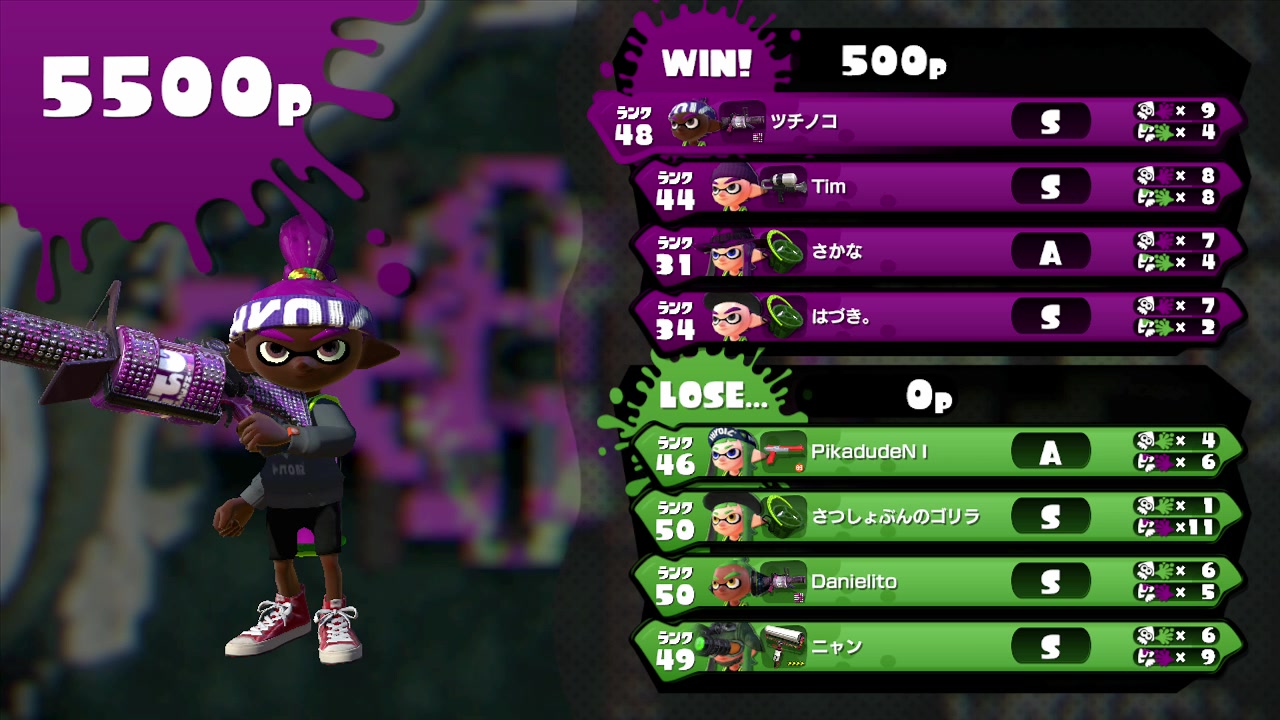 5500p
WIN! 500p
ランク 48 ツチノコ S ×9 ×4
ランク 44 Tim S ×8 ×8
ランク 31 さかな A ×7 ×4
ランク 34 はづき。 S ×7 ×2
LOSE... 0p
ランク 46 PikadudeN I A ×4 ×6
ランク 50 さつしょぶんのゴリラ S ×1 ×11
ランク 50 Danielito S ×6 ×5
ランク 49 ニャン S ×6 ×9